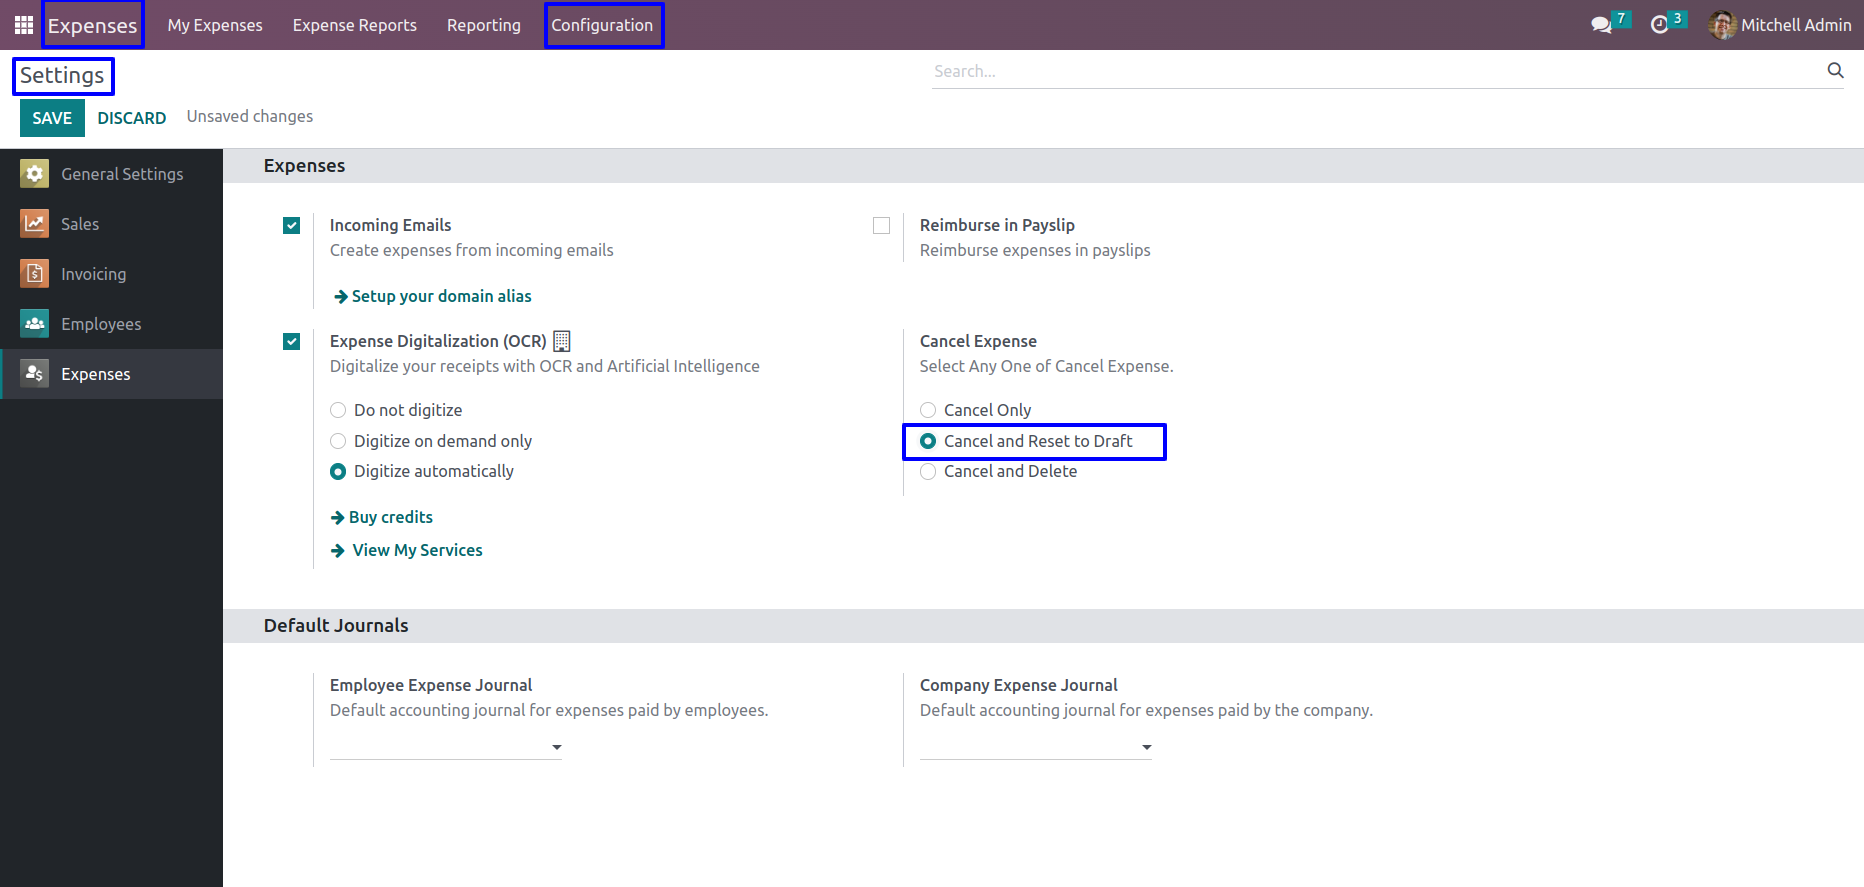 Expenses My Expenses Expense Reports Reporting Configuration 7 3 Mitchell Admin
Settings Search...
SAVE DISCARD Unsaved changes
General Settings
Sales
Invoicing
Employees
Expenses
Expenses
Incoming Emails
Create expenses from incoming emails
Setup your domain alias
Reimburse in Payslip
Reimburse expenses in payslips
Expense Digitalization (OCR)
Digitalize your receipts with OCR and Artificial Intelligence
Do not digitize
Digitize on demand only
Digitize automatically
Buy credits
View My Services
Cancel Expense
Select Any One of Cancel Expense.
Cancel Only
Cancel and Reset to Draft
Cancel and Delete
Default Journals
Employee Expense Journal
Default accounting journal for expenses paid by employees.
Company Expense Journal
Default accounting journal for expenses paid by the company.